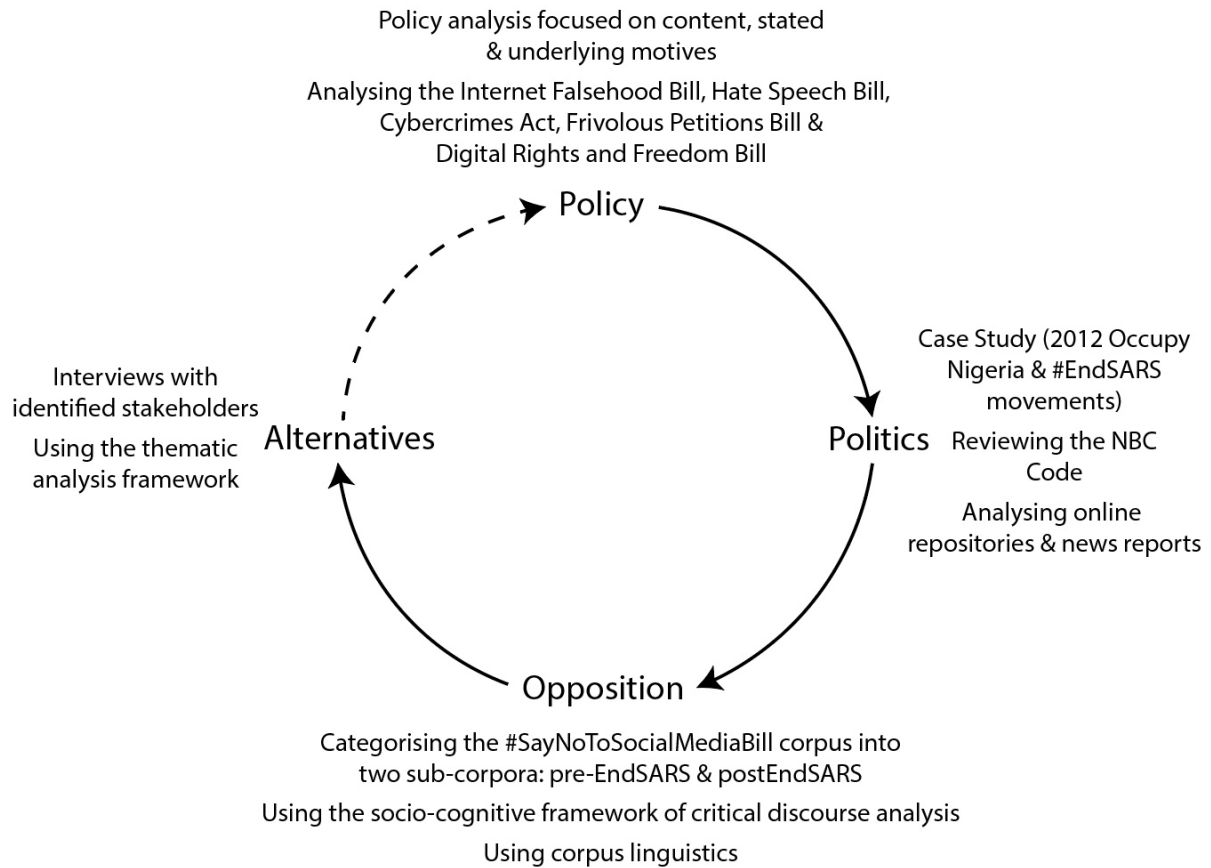 Policy analysis focused on content, stated
& underlying motives
Analysing the Internet Falsehood Bill, Hate Speech Bill,
Cybercrimes Act, Frivolous Petitions Bill &
Digital Rights and Freedom Bill
Policy
Case Study (2012 Occupy
Nigeria & #EndSARS
movements)
Politics
Reviewing the NBC
Code
Analysing online
repositories & news reports
Opposition
Categorising the #SayNoToSocialMediaBill corpus into
two sub-corpora: pre-EndSARS & postEndSARS
Using the socio-cognitive framework of critical discourse analysis
Using corpus linguistics
Interviews with
identified stakeholders
Alternatives
Using the thematic
analysis framework